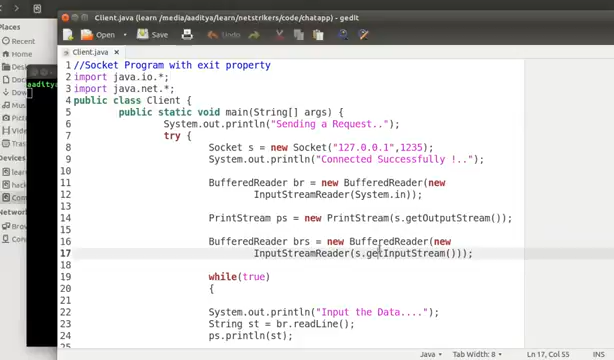 Client.java (learn /media/aaditya/learn/netstrikers/code/chatapp) - gedit
Places
Recent
Home
Devices
Comp
Network
aaditya
Open
Save
Undo
Client.java ×
1 //Socket Program with exit property
2 import java.io.*;
3 import java.net.*;
4 public class Client {
5 public static void main(String[] args) {
6 System.out.println("Sending a Request..");
7 try {
8 Socket s = new Socket("127.0.0.1",1235);
9 System.out.println("Connected Successfully !..");
10
11 BufferedReader br = new BufferedReader(new
12 InputStreamReader(System.in));
13
14 PrintStream ps = new PrintStream(s.getOutputStream());
15
16 BufferedReader brs = new BufferedReader(new
17 InputStreamReader(s.getInputStream()));
18
19 while(true)
20 {
21
22 System.out.println("Input the Data....");
23 String st = br.readLine();
24 ps.println(st);
Java Tab Width: 8 Ln 17, Col 55 INS